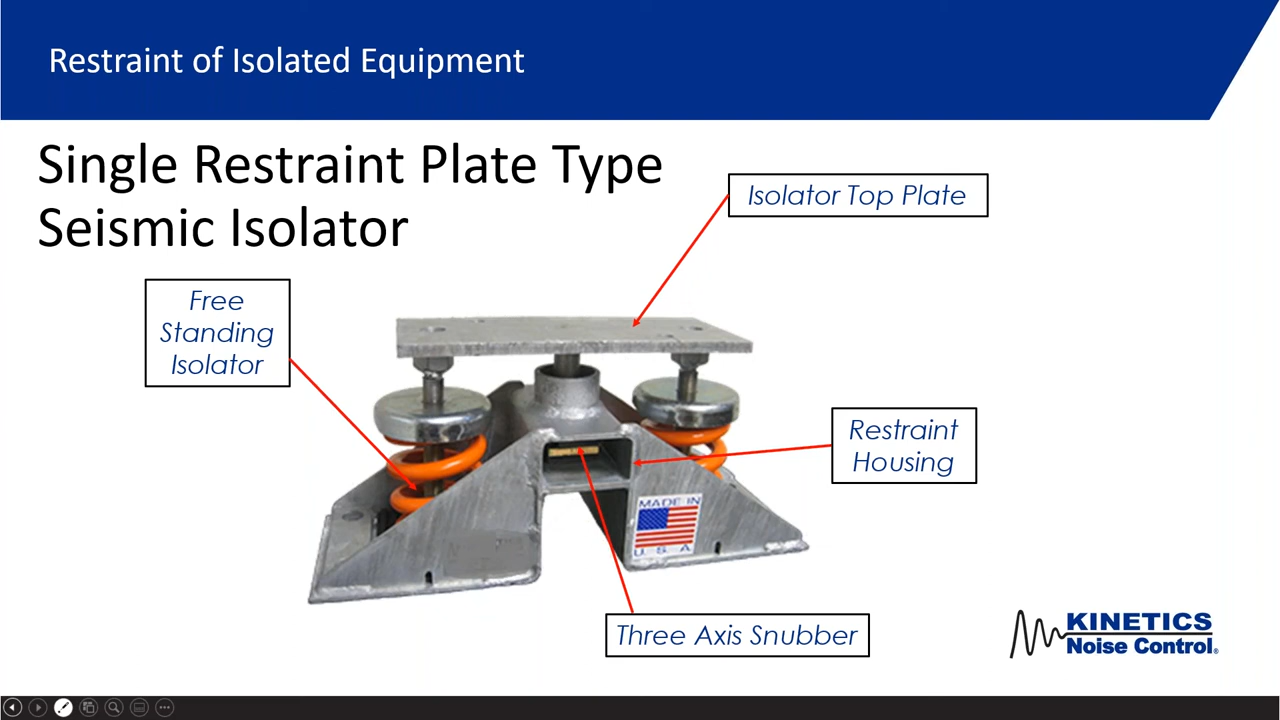 Restraint of Isolated Equipment
Single Restraint Plate Type
Seismic Isolator
Isolator Top Plate
Free
Standing
Isolator
Restraint
Housing
MADE IN
U. S. A
Three Axis Snubber
KINETICS
Noise Control®